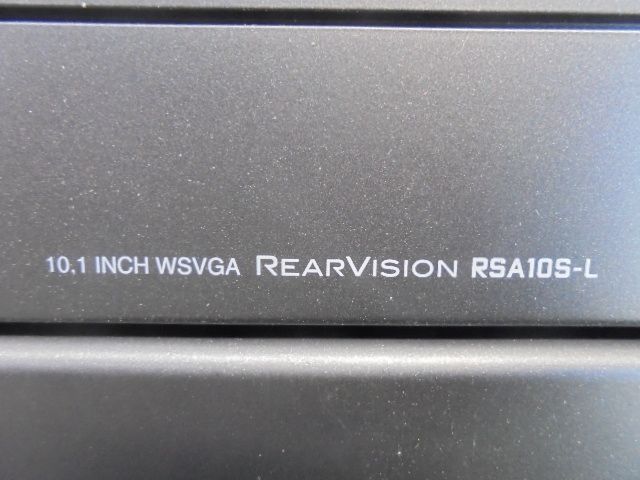 10,1 INCH WSVGA REARVISION RSA10S-L